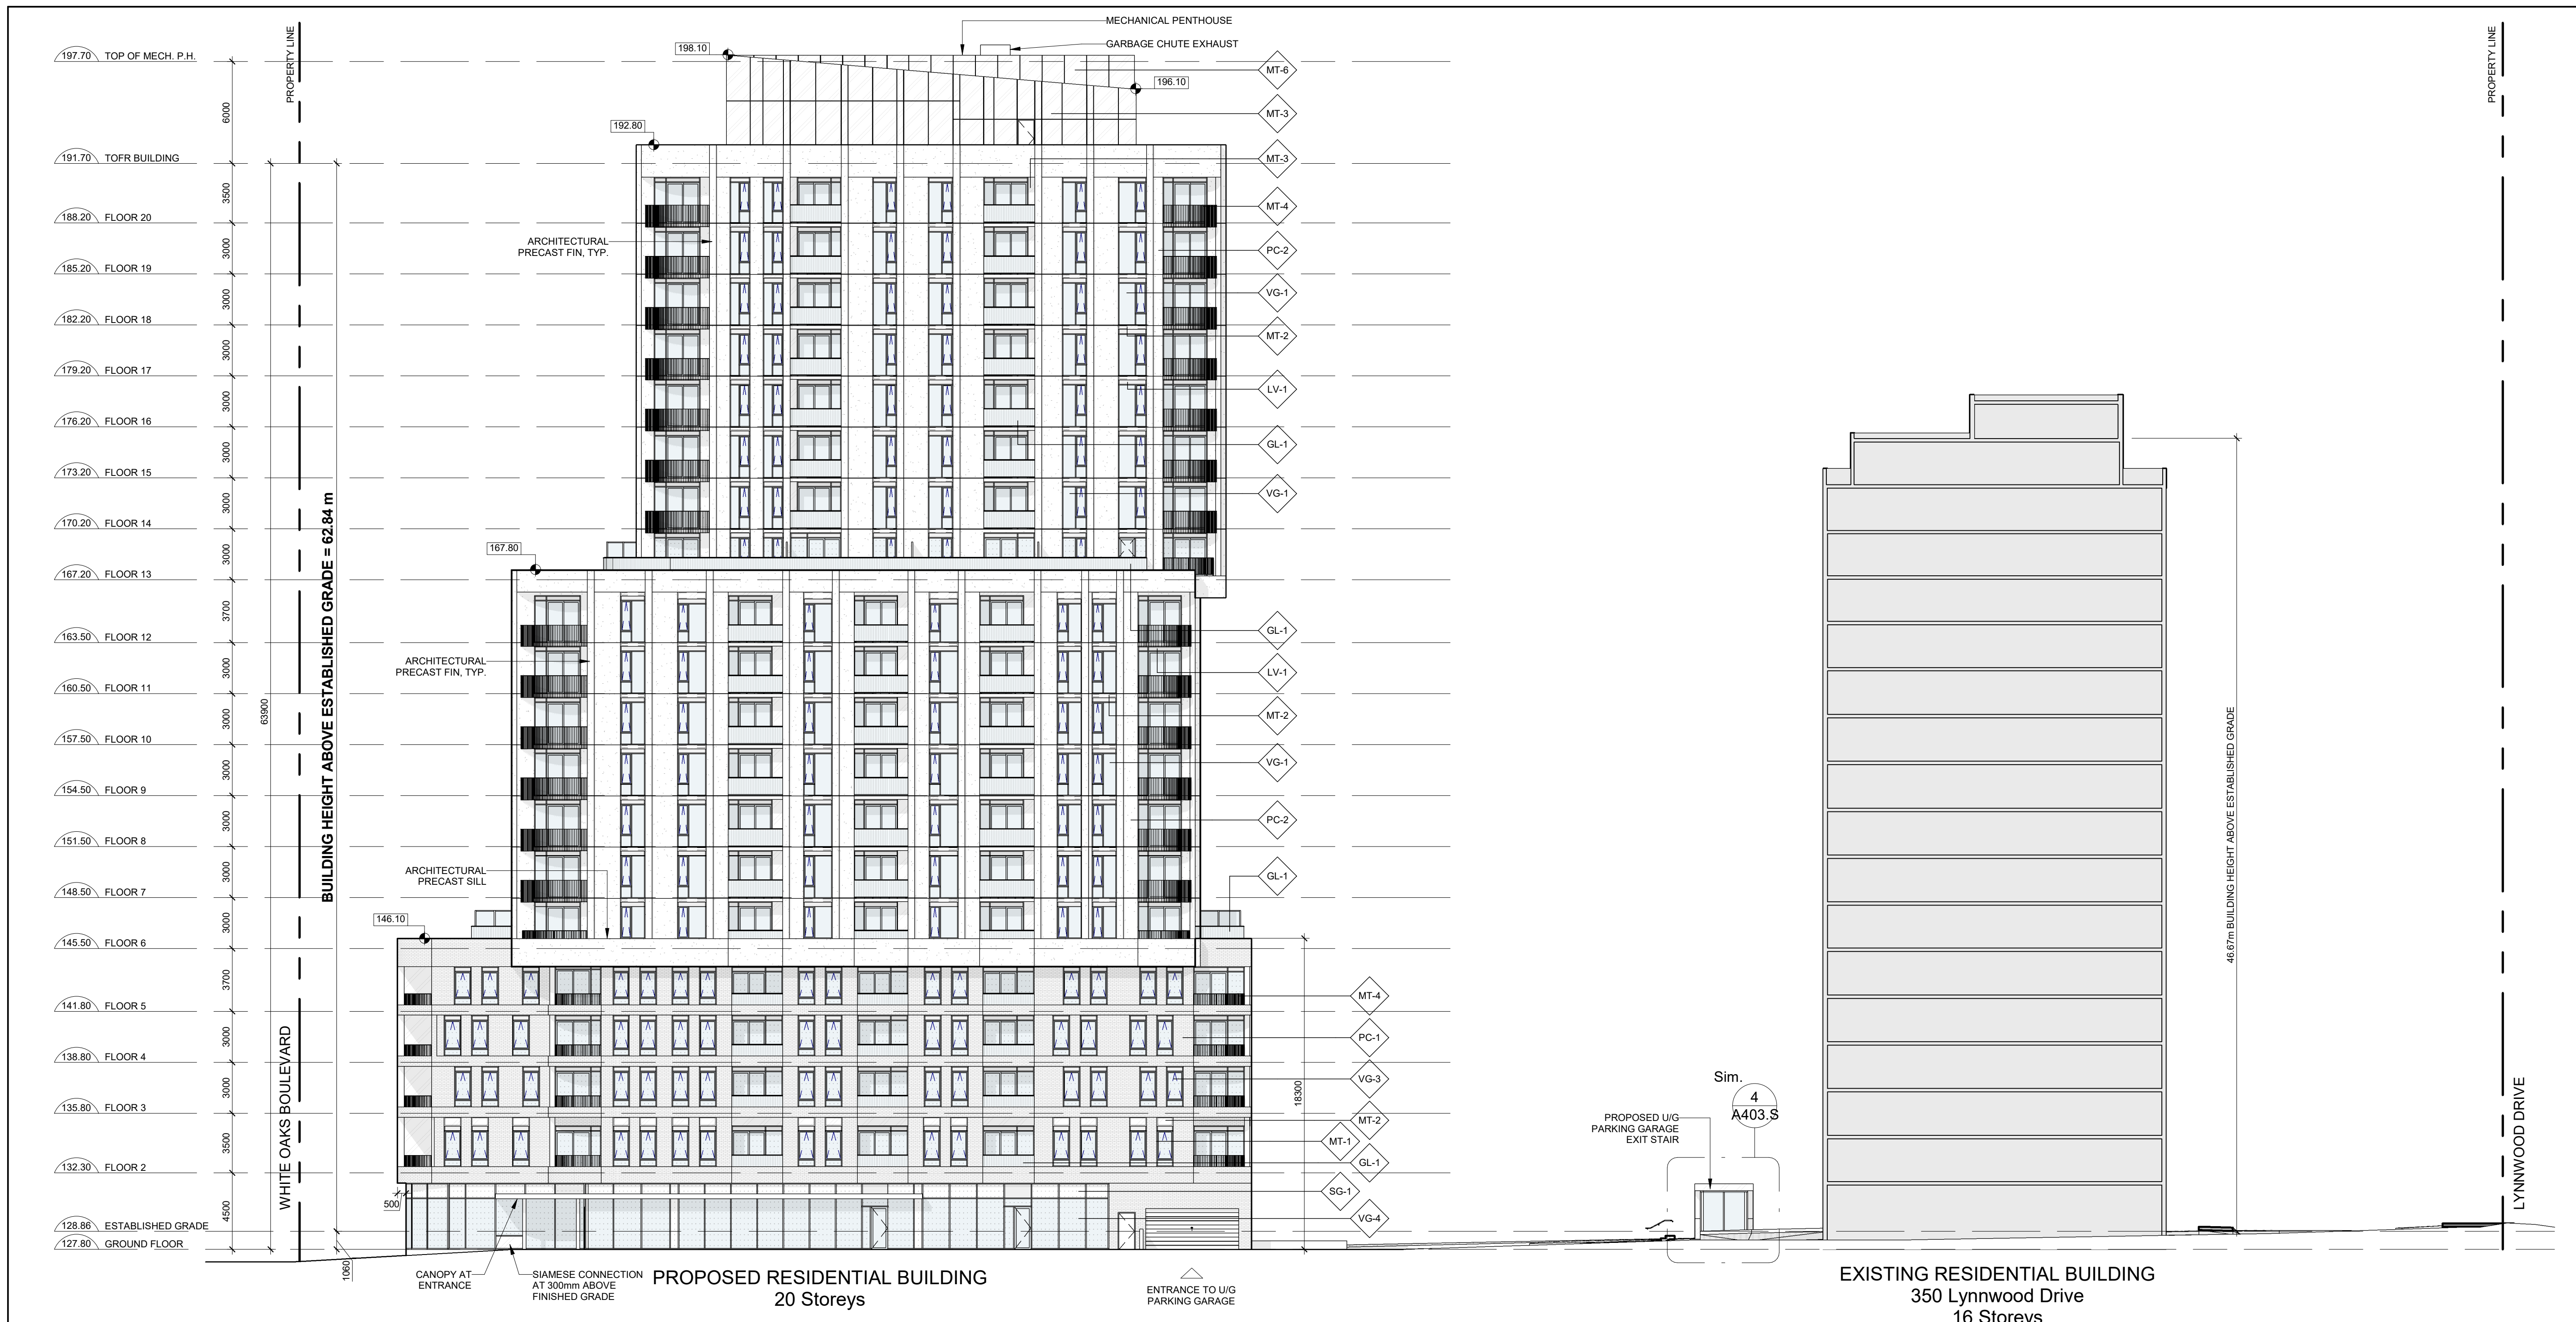 197.70 TOP OF MECH. P.H.
6000
191.70 TOFR BUILDING
3500
188.20 FLOOR 20
3000
185.20 FLOOR 19
3000
182.20 FLOOR 18
3000
179.20 FLOOR 17
3000
176.20 FLOOR 16
3000
173.20 FLOOR 15
3000
170.20 FLOOR 14
3000
167.20 FLOOR 13
3700
163.50 FLOOR 12
3000
160.50 FLOOR 11
3000
157.50 FLOOR 10
3000
154.50 FLOOR 9
3000
151.50 FLOOR 8
3000
148.50 FLOOR 7
3000
145.50 FLOOR 6
3700
141.80 FLOOR 5
3000
138.80 FLOOR 4
3000
135.80 FLOOR 3
3500
132.30 FLOOR 2
4500
128.86 ESTABLISHED GRADE
127.80 GROUND FLOOR
63900
1060
PROPERTY LINE
WHITE OAKS BOULEVARD
BUILDING HEIGHT ABOVE ESTABLISHED GRADE = 62.84 m
198.10
196.10
192.80
167.80
146.10
MECHANICAL PENTHOUSE
GARBAGE CHUTE EXHAUST
ARCHITECTURAL
PRECAST FIN, TYP.
ARCHITECTURAL
PRECAST FIN, TYP.
ARCHITECTURAL
PRECAST SILL
MT-6
MT-3
MT-3
MT-4
PC-2
VG-1
MT-2
LV-1
GL-1
VG-1
GL-1
LV-1
MT-2
VG-1
PC-2
GL-1
MT-4
PC-1
VG-3
MT-2
MT-1
GL-1
SG-1
VG-4
18300
500
CANOPY AT
ENTRANCE
SIAMESE CONNECTION
AT 300mm ABOVE
FINISHED GRADE
PROPOSED RESIDENTIAL BUILDING
20 Storeys
ENTRANCE TO U/G
PARKING GARAGE
Sim.
4
A403.S
PROPOSED U/G
PARKING GARAGE
EXIT STAIR
46.67m BUILDING HEIGHT ABOVE ESTABLISHED GRADE
PROPERTY LINE
LYNNWOOD DRIVE
EXISTING RESIDENTIAL BUILDING
350 Lynnwood Drive
16 Storeys